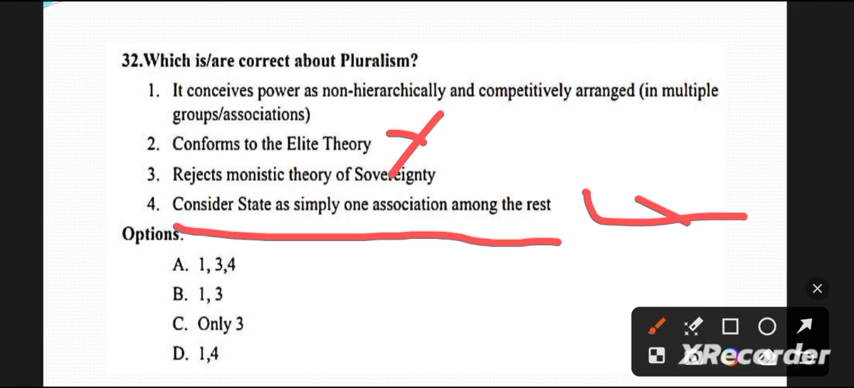 32.Which is/are correct about Pluralism?
1. It conceives power as non-hierarchically and competitively arranged (in multiple
groups/associations)
2. Conforms to the Elite Theory
3. Rejects monistic theory of Sovereignty
4. Consider State as simply one association among the rest
Options:
A. 1, 3,4
B. 1, 3
C. Only 3
D. 1,4
XRecorder